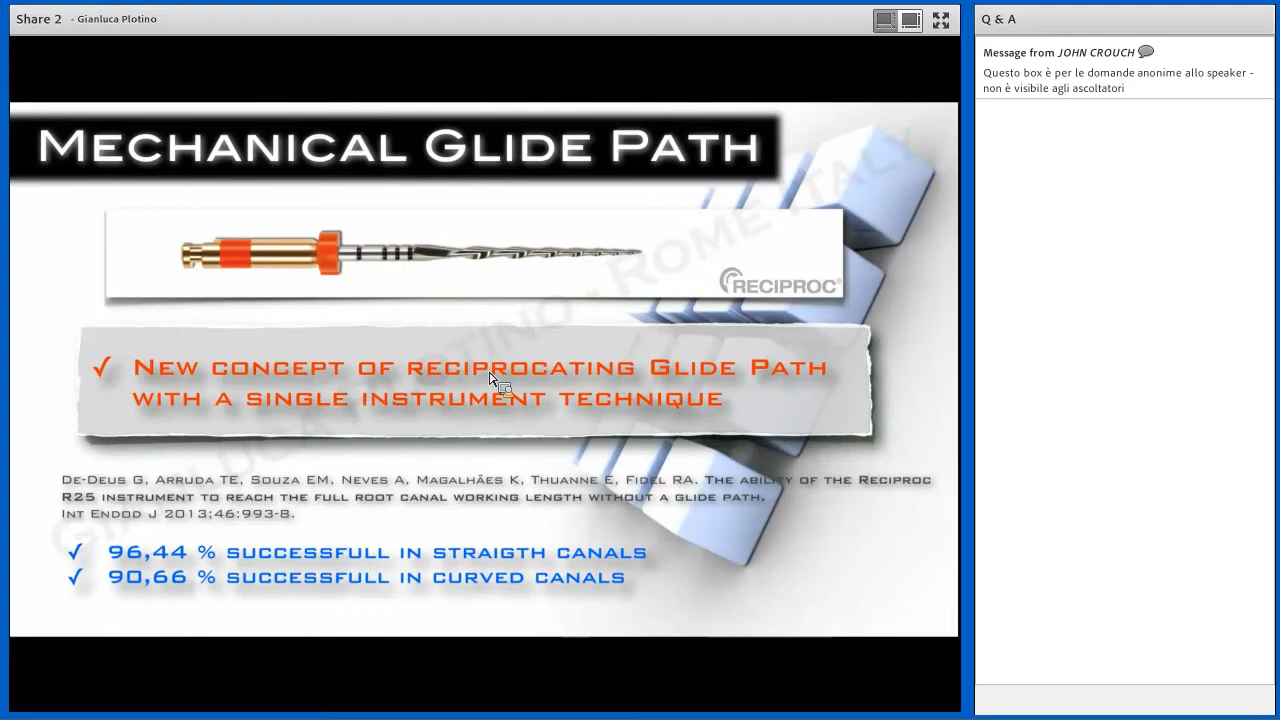 Share 2 - Gianluca Plotino
MECHANICAL GLIDE PATH
RECIPROC
✓ NEW CONCEPT OF RECIPROCATING GLIDE PATH
WITH A SINGLE INSTRUMENT TECHNIQUE
DE-DEUS G, ARRUDA TE, SOUZA EM, NEVES A, MAGALHÃES K, THUANNE E, FIDEL RA. THE ABILITY OF THE RECIPROC
R25 INSTRUMENT TO REACH THE FULL ROOT CANAL WORKING LENGTH WITHOUT A GLIDE PATH.
INT ENDOD J 2013;46:993-8.
✓ 96,44 % SUCCESSFULL IN STRAIGTH CANALS
✓ 90,66 % SUCCESSFULL IN CURVED CANALS
GIANLUCA PLOTINO - ROME ITALY
Q & A
Message from JOHN CROUCH
Questo box è per le domande anonime allo speaker -
non è visibile agli ascoltatori